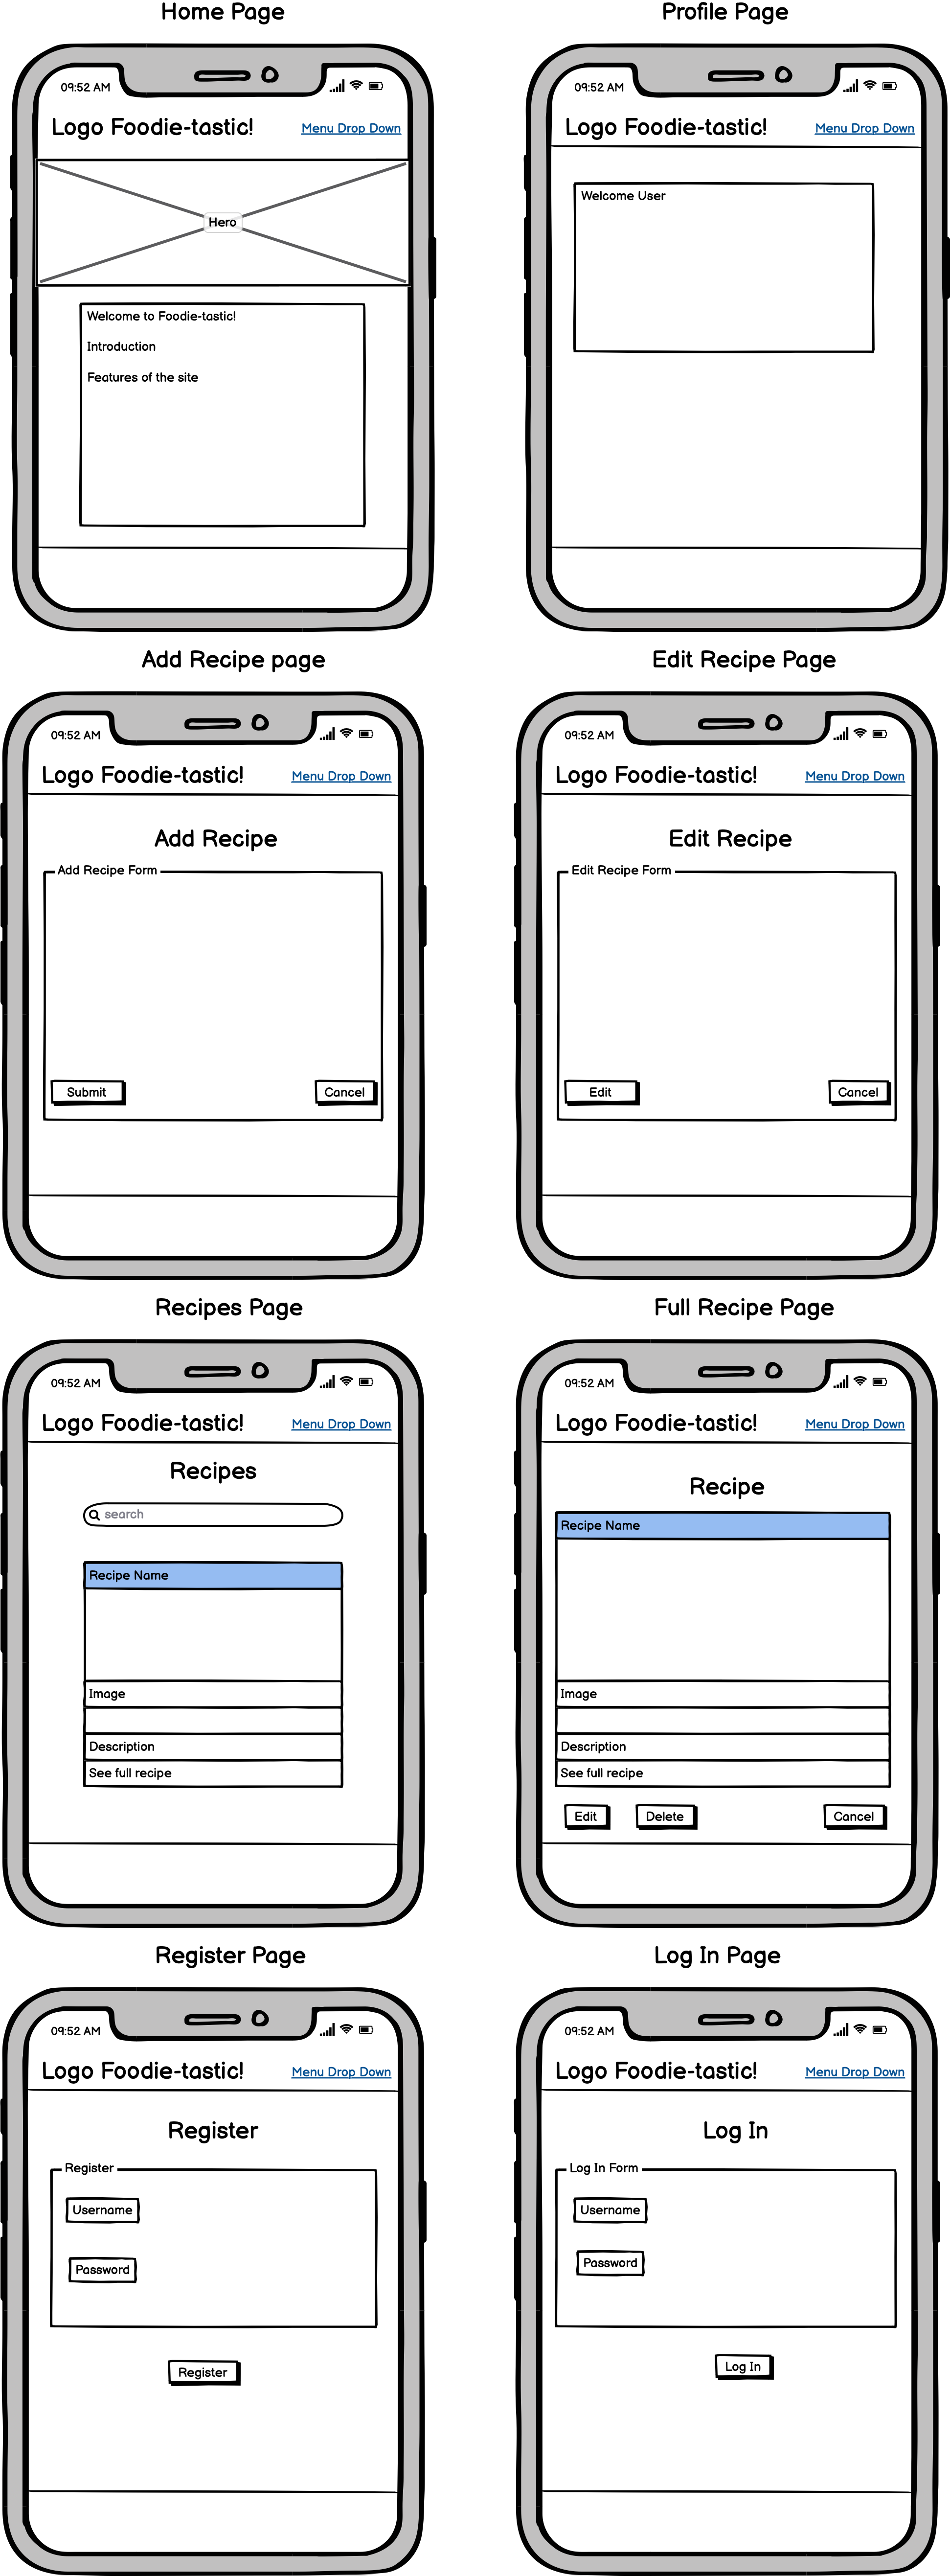 Home Page
09:52 AM
Logo Foodie-tastic! Menu Drop Down
Hero
Welcome to Foodie-tastic!
Introduction
Features of the site
Profile Page
09:52 AM
Logo Foodie-tastic! Menu Drop Down
Welcome User
Add Recipe page
09:52 AM
Logo Foodie-tastic! Menu Drop Down
Add Recipe
Add Recipe Form
Submit Cancel
Edit Recipe Page
09:52 AM
Logo Foodie-tastic! Menu Drop Down
Edit Recipe
Edit Recipe Form
Edit Cancel
Recipes Page
09:52 AM
Logo Foodie-tastic! Menu Drop Down
Recipes
search
Recipe Name
Image
Description
See full recipe
Full Recipe Page
09:52 AM
Logo Foodie-tastic! Menu Drop Down
Recipe
Recipe Name
Image
Description
See full recipe
Edit Delete Cancel
Register Page
09:52 AM
Logo Foodie-tastic! Menu Drop Down
Register
Register
Username
Password
Register
Log In Page
09:52 AM
Logo Foodie-tastic! Menu Drop Down
Log In
Log In Form
Username
Password
Log In